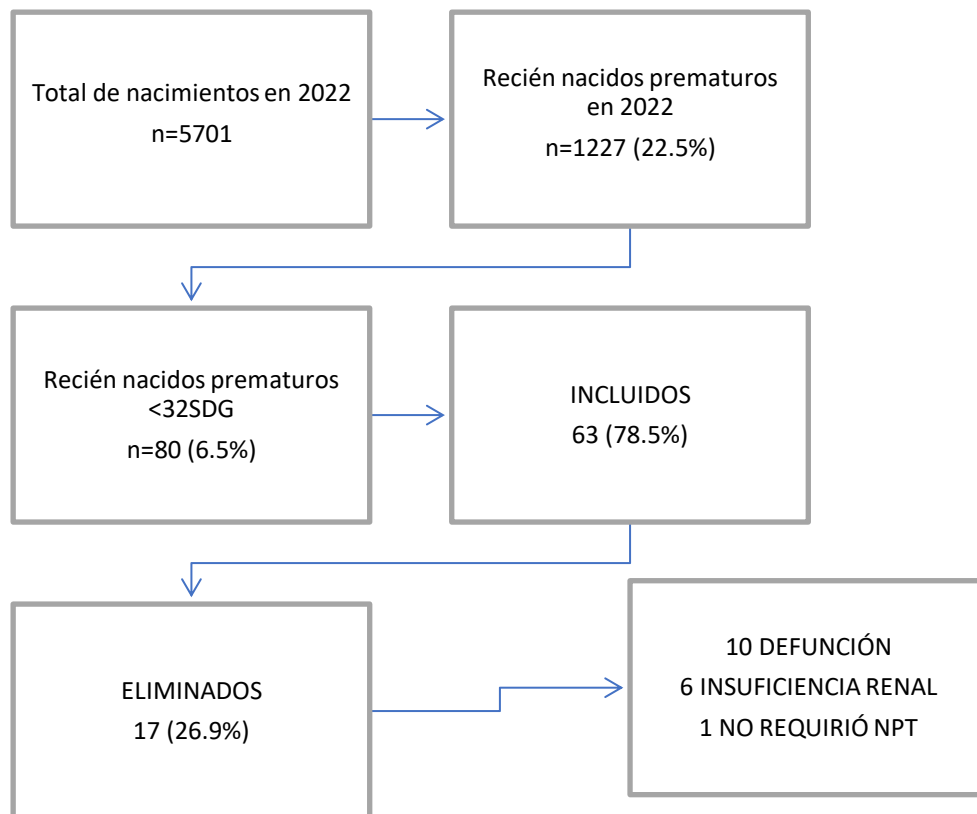 Total de nacimientos en 2022
n=5701
Recién nacidos prematuros
en 2022
n=1227 (22.5%)
Recién nacidos prematuros
<32SDG
n=80 (6.5%)
INCLUIDOS
63 (78.5%)
ELIMINADOS
17 (26.9%)
10 DEFUNCIÓN
6 INSUFICIENCIA RENAL
1 NO REQUIRIÓ NPT